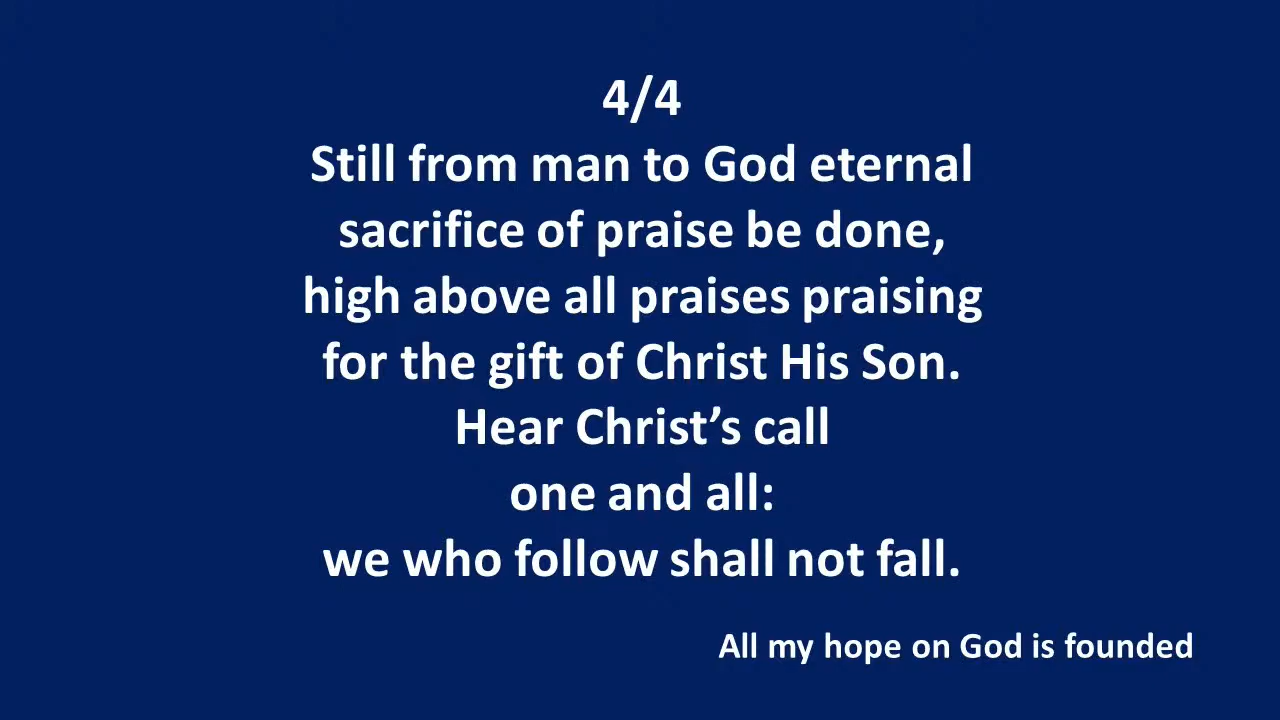 4/4
Still from man to God eternal
sacrifice of praise be done,
high above all praises praising
for the gift of Christ His Son.
Hear Christ’s call
one and all:
we who follow shall not fall.
All my hope on God is founded